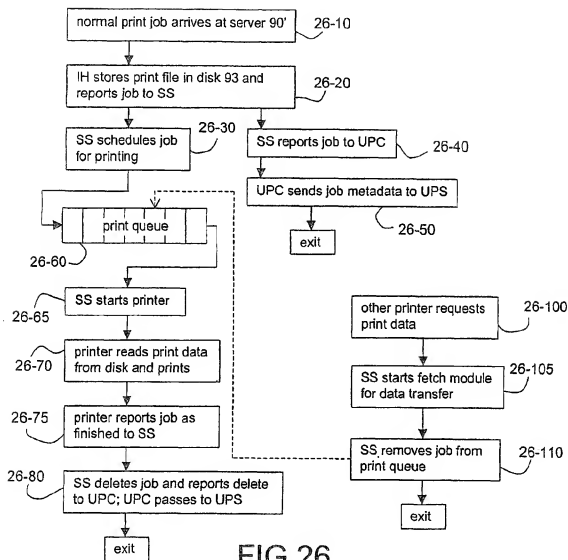 normal print job arrives at server 90'
26-10
IH stores print file in disk 93 and
reports job to SS
26-20
SS schedules job
for printing
26-30
SS reports job to UPC
26-40
UPC sends job metadata to UPS
26-50
exit
print queue
26-60
SS starts printer
26-65
printer reads print data
from disk and prints
26-70
printer reports job as
finished to SS
26-75
SS deletes job and reports delete
to UPC; UPC passes to UPS
26-80
exit
other printer requests
print data
26-100
SS starts fetch module
for data transfer
26-105
SS removes job from
print queue
26-110
exit
FIG 26